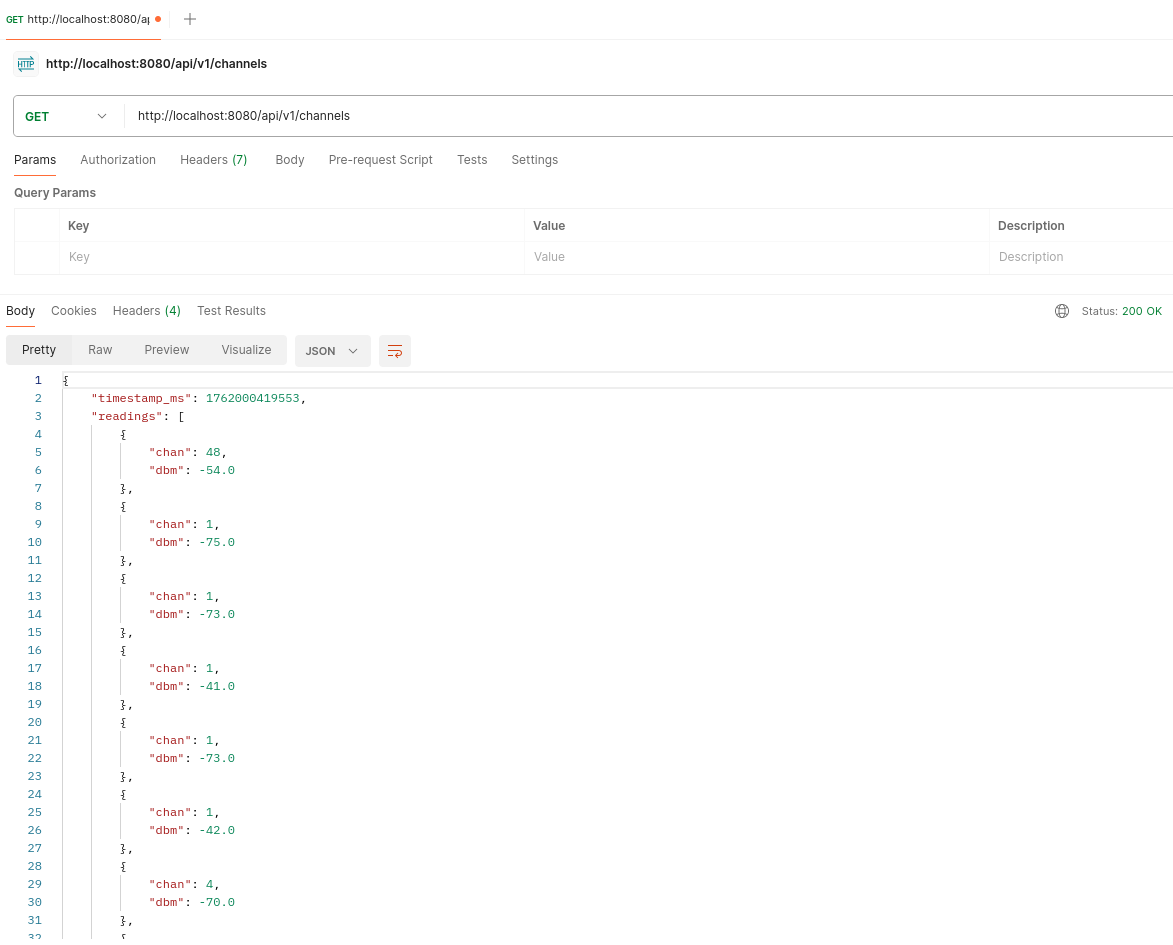 GET http://localhost:8080/ap
HTTP http://localhost:8080/api/v1/channels
GET http://localhost:8080/api/v1/channels
Params Authorization Headers (7) Body Pre-request Script Tests Settings
Query Params
Key Value Description
Key Value Description
Body Cookies Headers (4) Test Results Status: 200 OK
Pretty Raw Preview Visualize JSON
1 {
2 "timestamp_ms": 1762000419553,
3 "readings": [
4 {
5 "chan": 48,
6 "dbm": -54.0
7 },
8 {
9 "chan": 1,
10 "dbm": -75.0
11 },
12 {
13 "chan": 1,
14 "dbm": -73.0
15 },
16 {
17 "chan": 1,
18 "dbm": -41.0
19 },
20 {
21 "chan": 1,
22 "dbm": -73.0
23 },
24 {
25 "chan": 1,
26 "dbm": -42.0
27 },
28 {
29 "chan": 4,
30 "dbm": -70.0
31 },
32 {